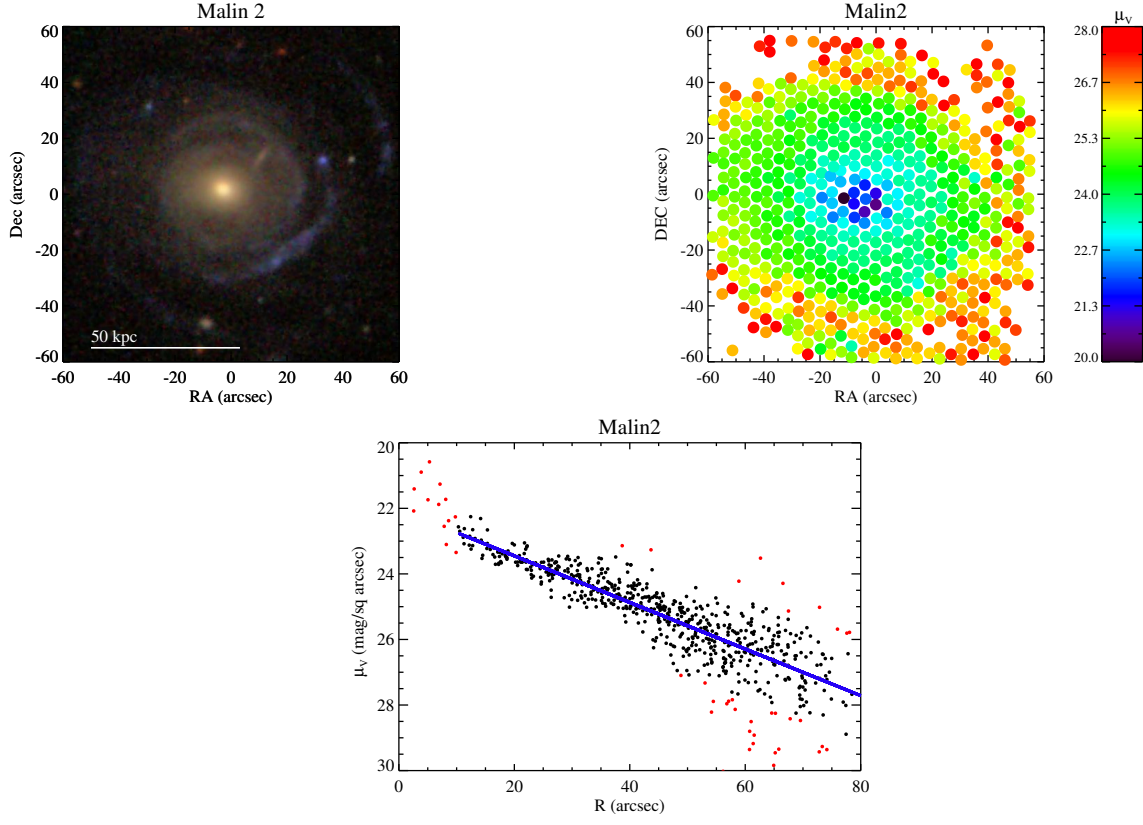 Malin 2
60
40
20
0
-20
-40
-60
Dec (arcsec)
50 kpc
-60 -40 -20 0 20 40 60
RA (arcsec)
Malin2
60
40
20
0
-20
-40
-60
DEC (arcsec)
-60 -40 -20 0 20 40 60
RA (arcsec)
μV
28.0
26.7
25.3
24.0
22.7
21.3
20.0
Malin2
20
22
24
26
28
30
μV (mag/sq arcsec)
0 20 40 60 80
R (arcsec)